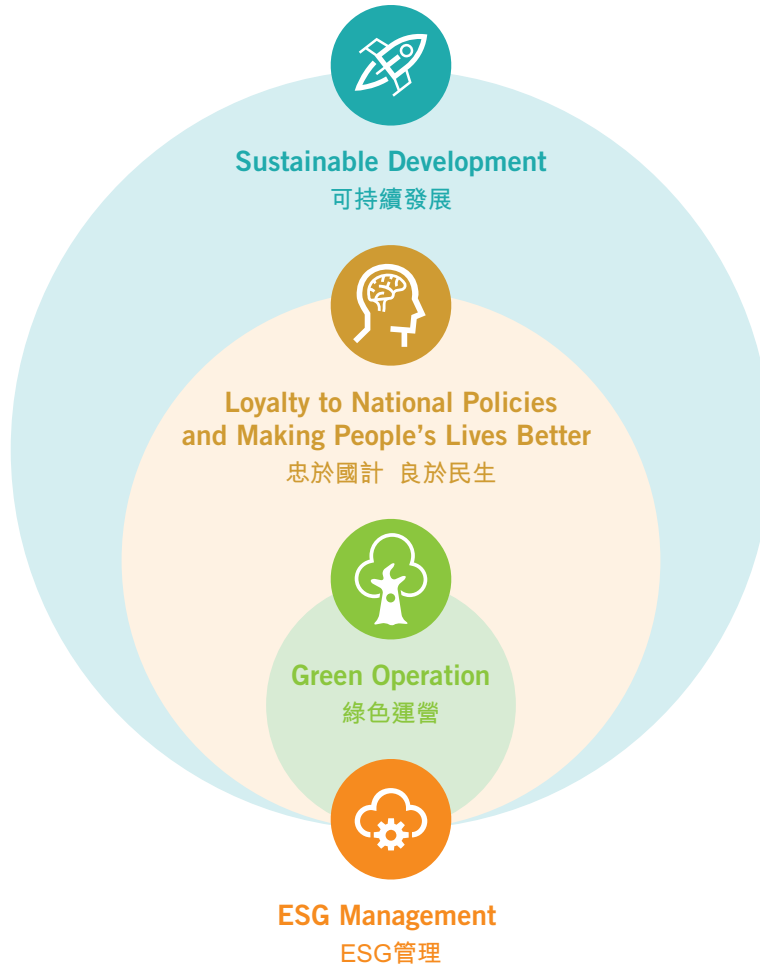 Sustainable Development
可持續發展
Loyalty to National Policies
and Making People's Lives Better
忠於國計 良於民生
Green Operation
綠色運營
ESG Management
ESG管理